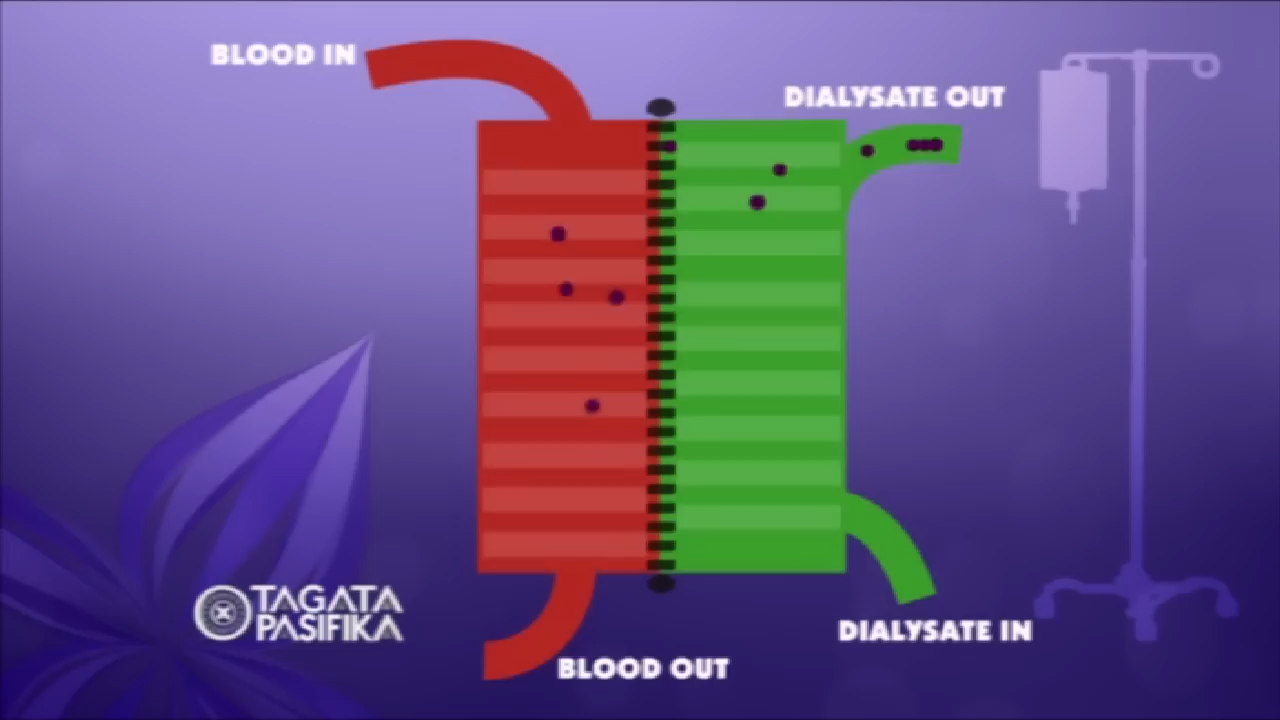 BLOOD IN
DIALYSATE OUT
TAGATA
PASIFIKA
DIALYSATE IN
BLOOD OUT